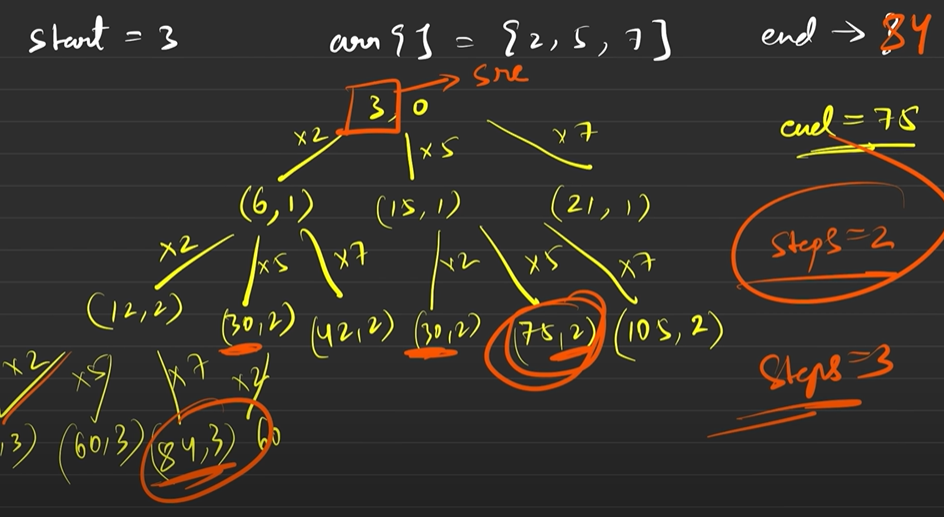 start = 3 arr[] = {2, 5, 7} end → 84
src
3, 0 end = 75
x2 x5 x7
(6, 1) (15, 1) (21, 1) steps=2
x2 x5 x7 x2 x5 x7
(12, 2) (30, 2) (42, 2) (30, 2) (75, 2) (105, 2)
x2 x5 x7 x2 Steps=3
, 3) (60, 3) (84, 3) 60